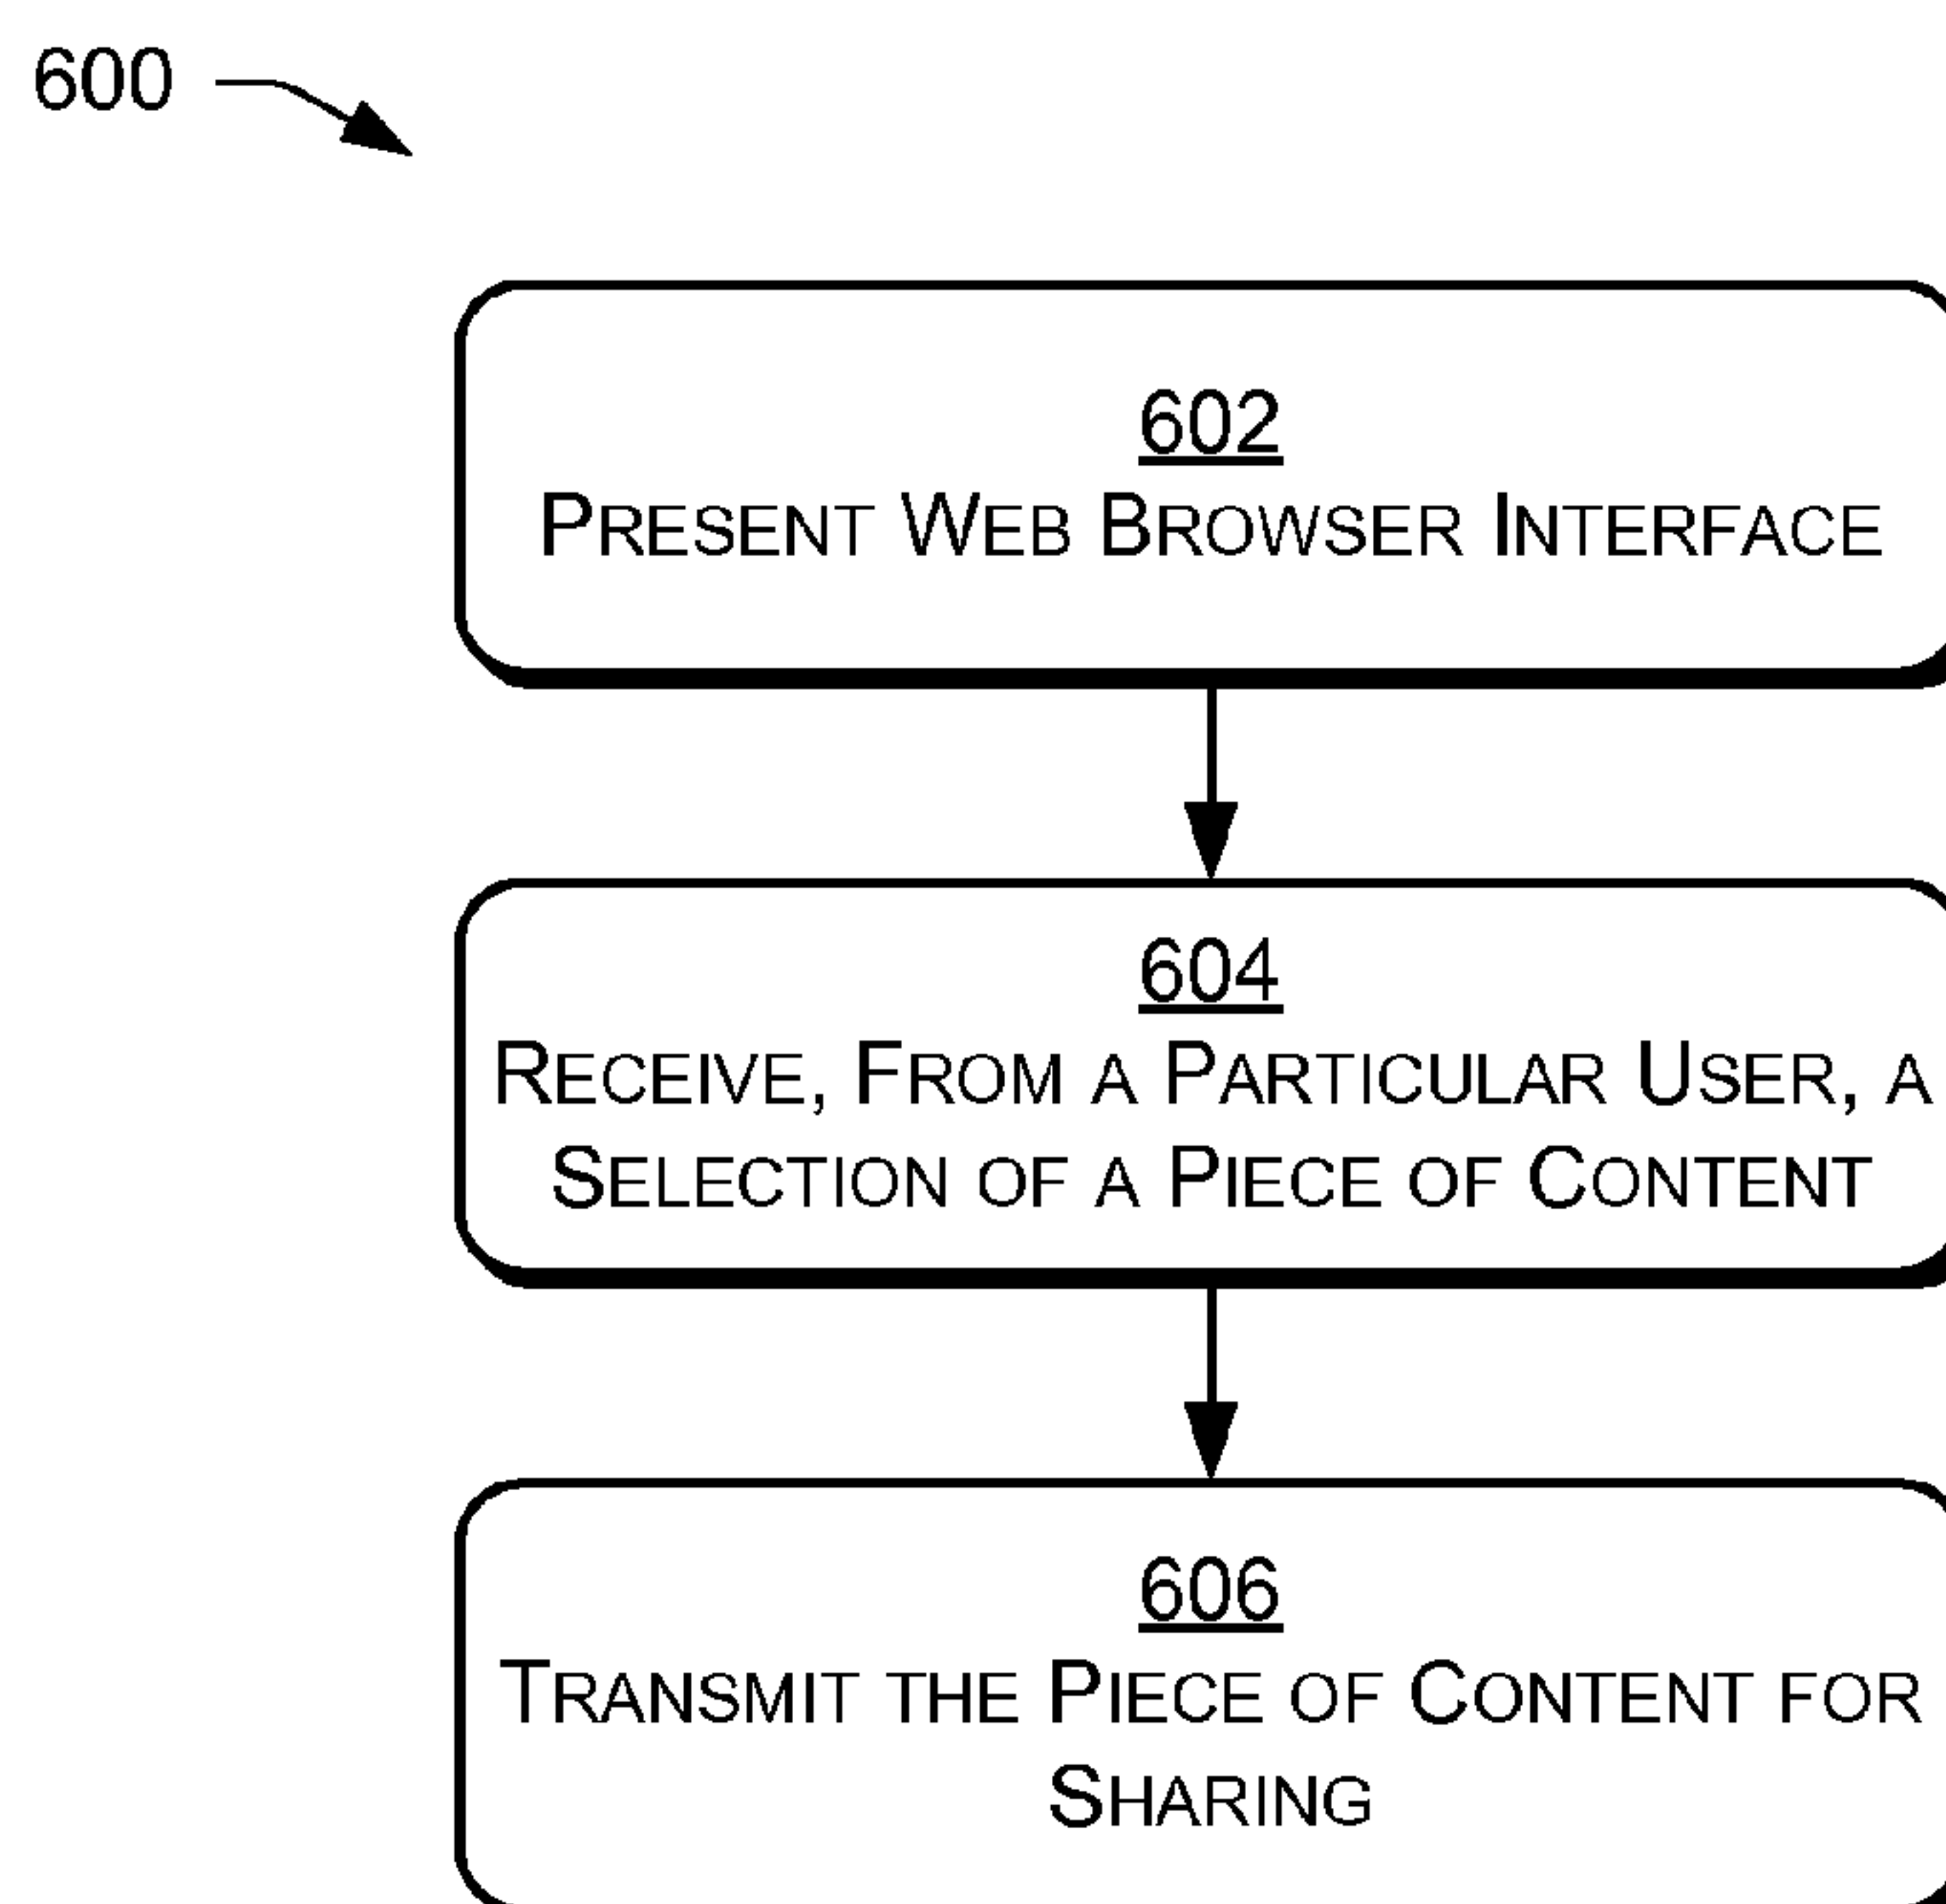 600
602
PRESENT WEB BROWSER INTERFACE
604
RECEIVE, FROM A PARTICULAR USER, A
SELECTION OF A PIECE OF CONTENT
606
TRANSMIT THE PIECE OF CONTENT FOR
SHARING